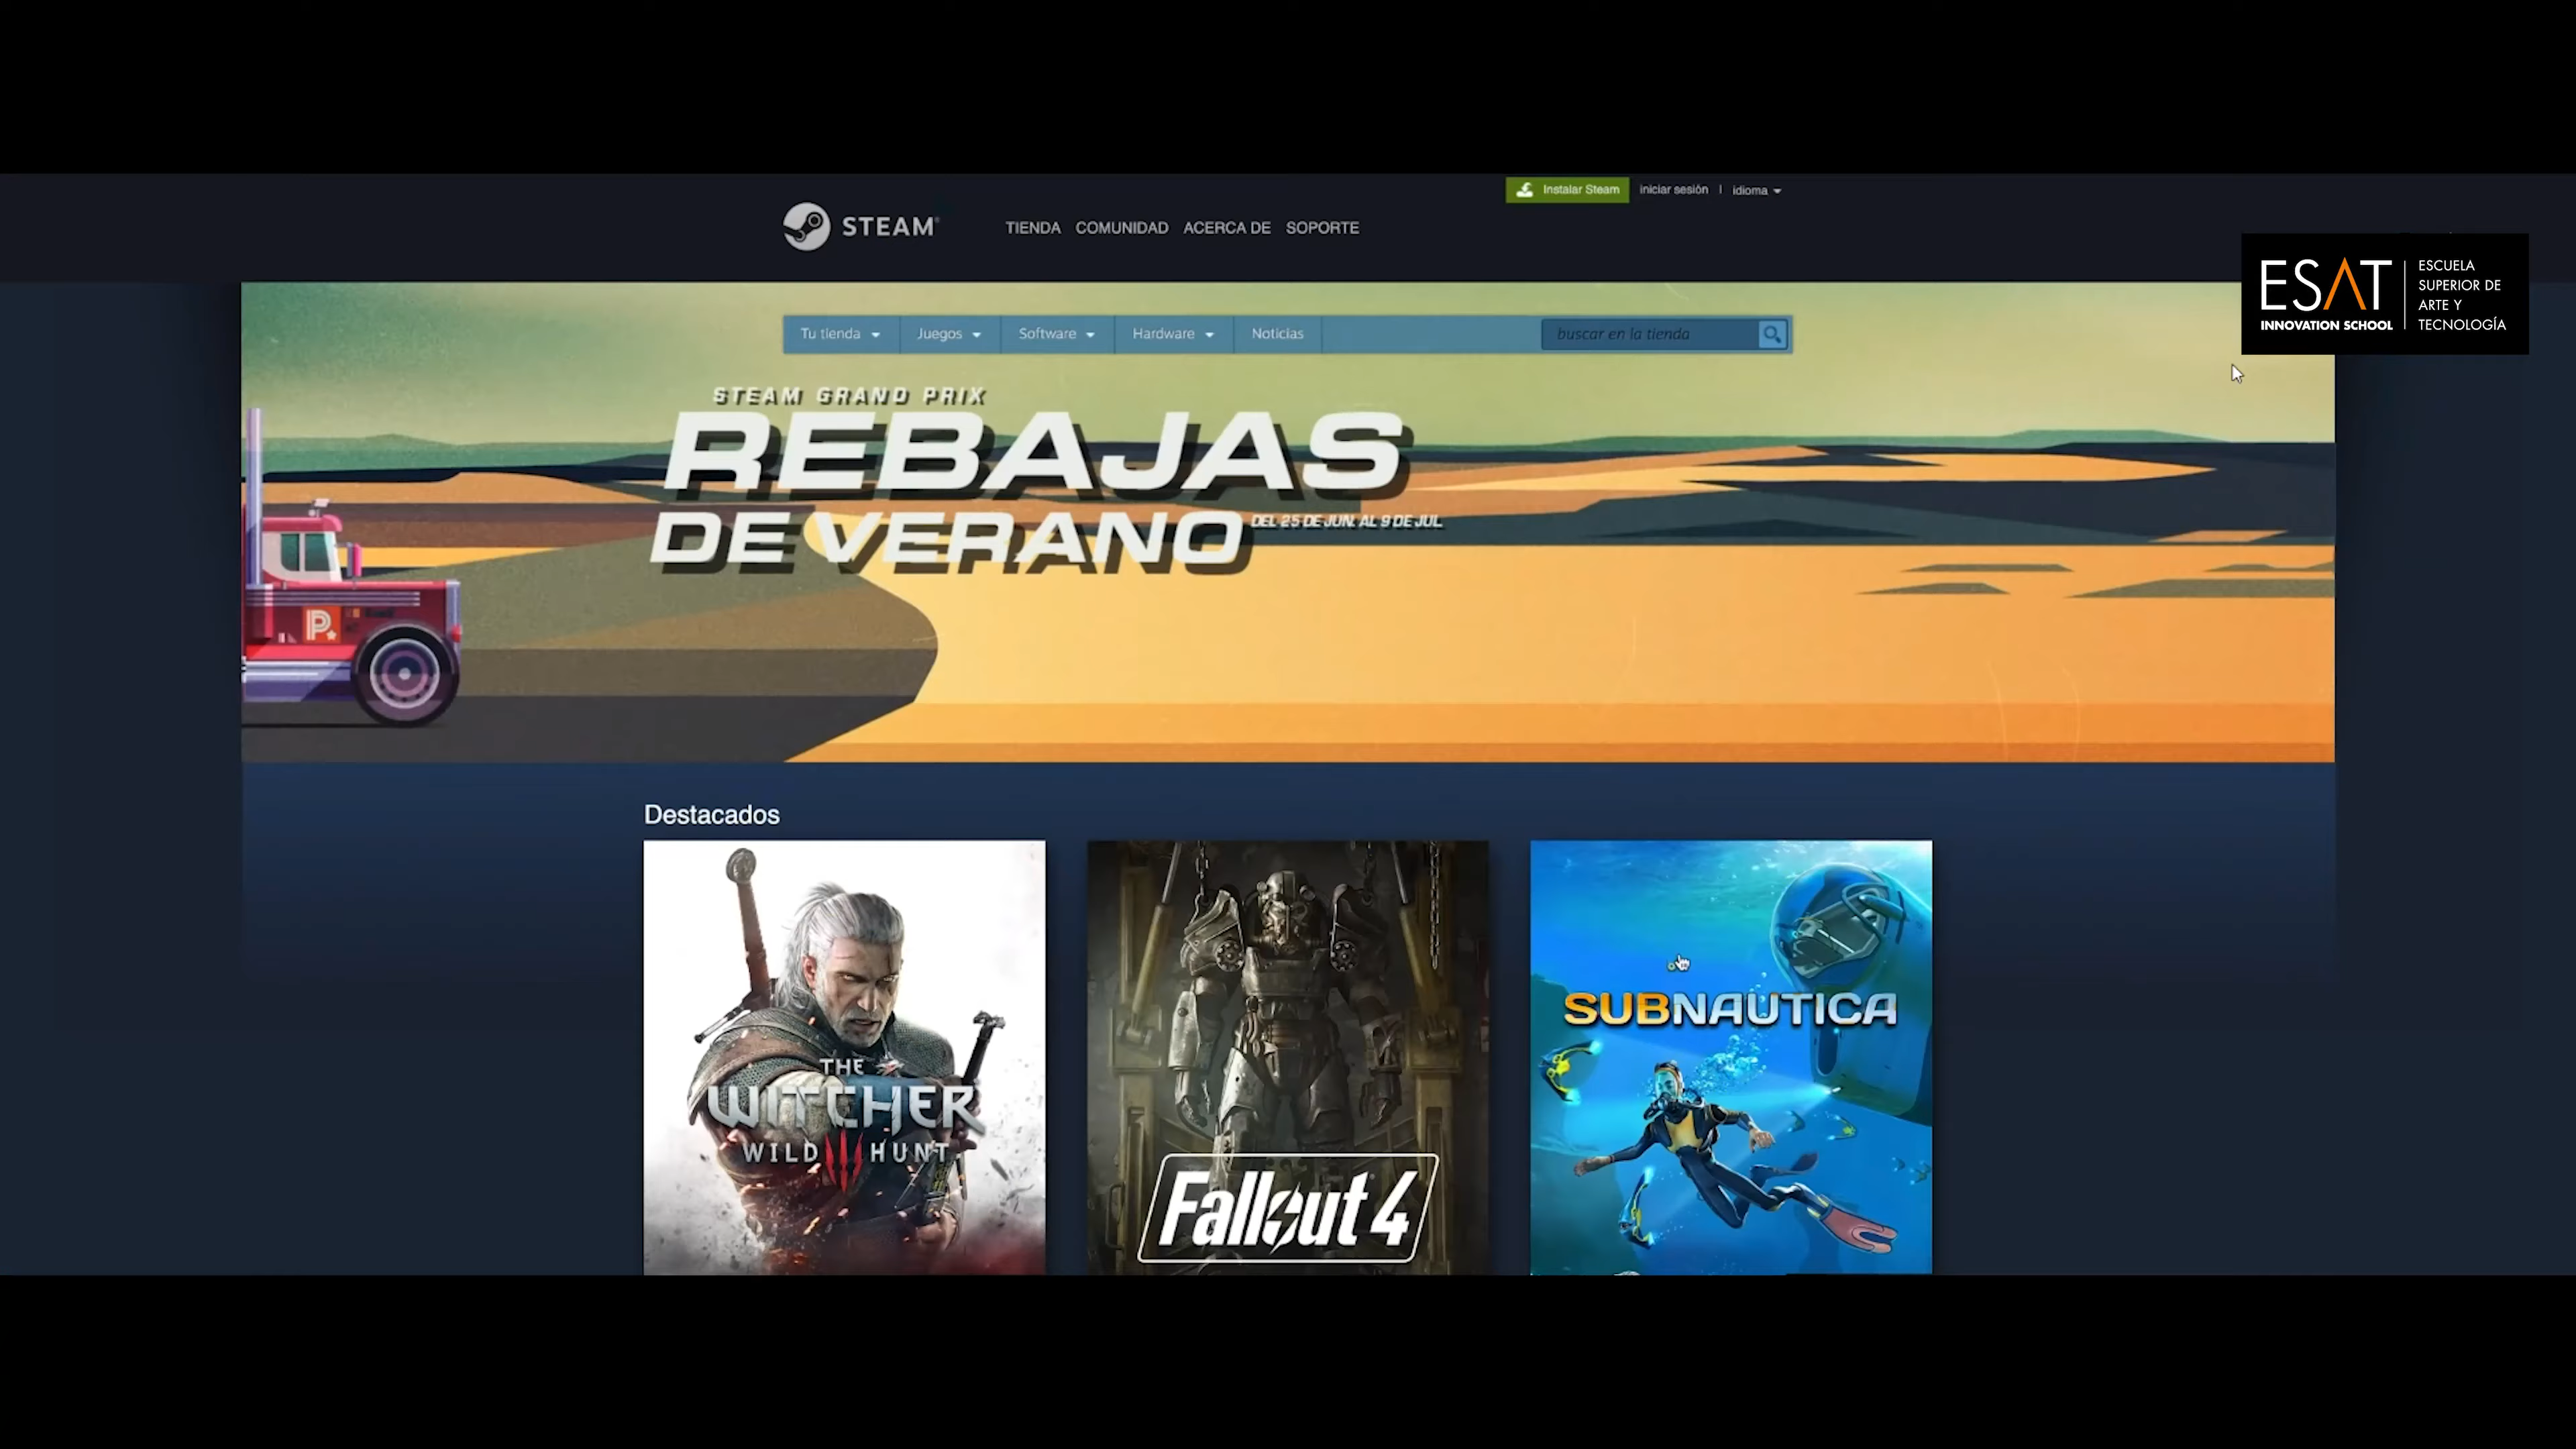 Instalar Steam
iniciar sesión | idioma
STEAM
TIENDA COMUNIDAD ACERCA DE SOPORTE
ESAT
INNOVATION SCHOOL
ESCUELA
SUPERIOR DE
ARTE Y
TECNOLOGÍA
Tu tienda Juegos Software Hardware Noticias
buscar en la tienda
STEAM GRAND PRIX
REBAJAS
DE VERANO
DEL 25 DE JUN. AL 9 DE JUL.
P.
Destacados
THE
WITCHER
WILD III HUNT
Fallout 4
SUBNAUTICA